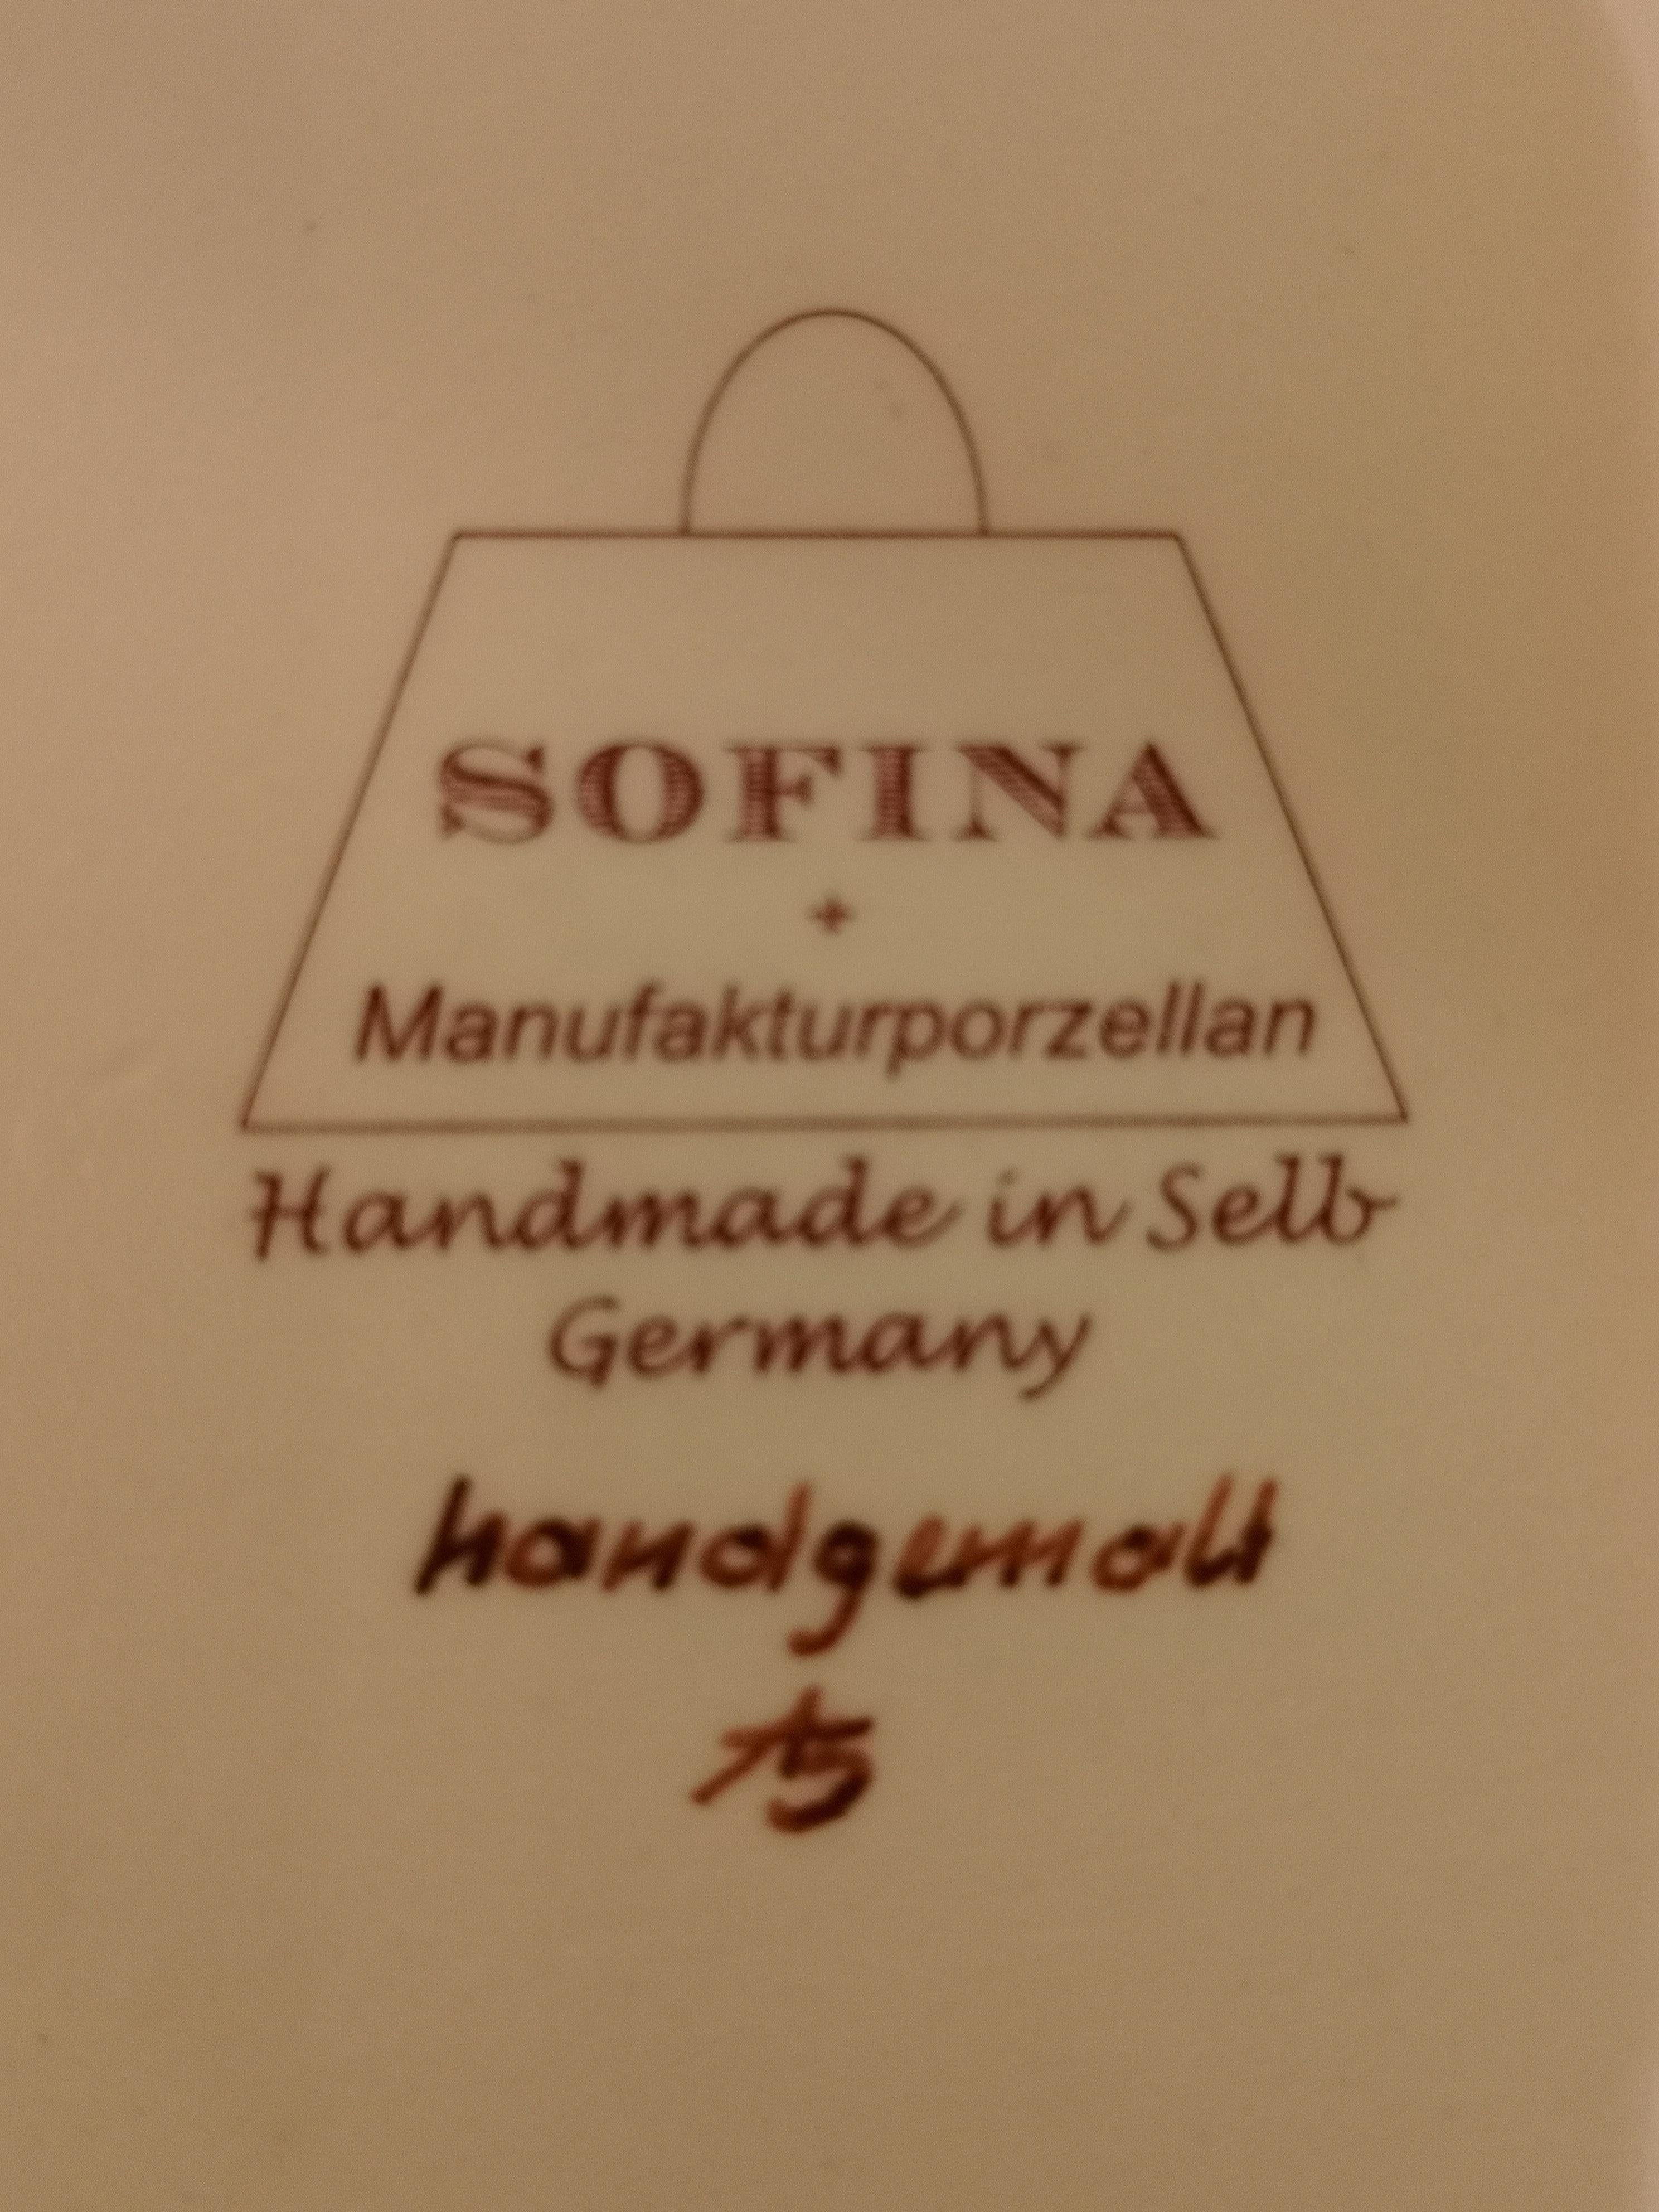 SOFINA
+
Manufakturporzellan
Handmade in Selb
Germany
handgemalt